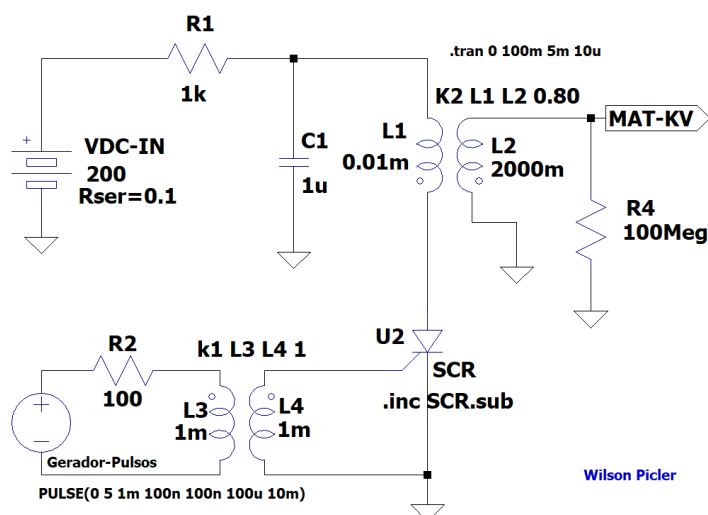 R1
1k
.tran 0 100m 5m 10u
K2 L1 L2 0.80
VDC-IN
200
Rser=0.1
C1
1u
L1
0.01m
L2
2000m
MAT-KV
R4
100Meg
R2
100
k1 L3 L4 1
L3
1m
L4
1m
U2
SCR
.inc SCR.sub
Gerador-Pulsos
PULSE(0 5 1m 100n 100n 100u 10m)
Wilson Picler